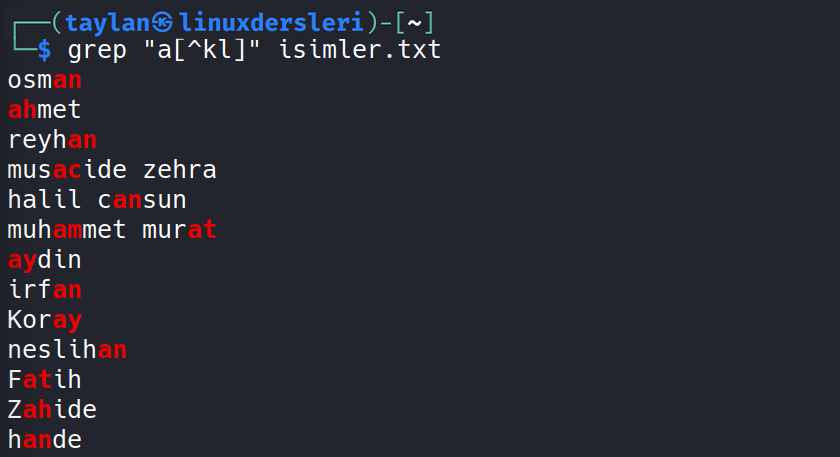 ┌──(taylan㉿linuxdersleri)-[~]
└─$ grep "a[^kl]" isimler.txt
osman
ahmet
reyhan
musacide zehra
halil cansun
muhammet murat
aydin
irfan
Koray
neslihan
Fatih
Zahide
hande